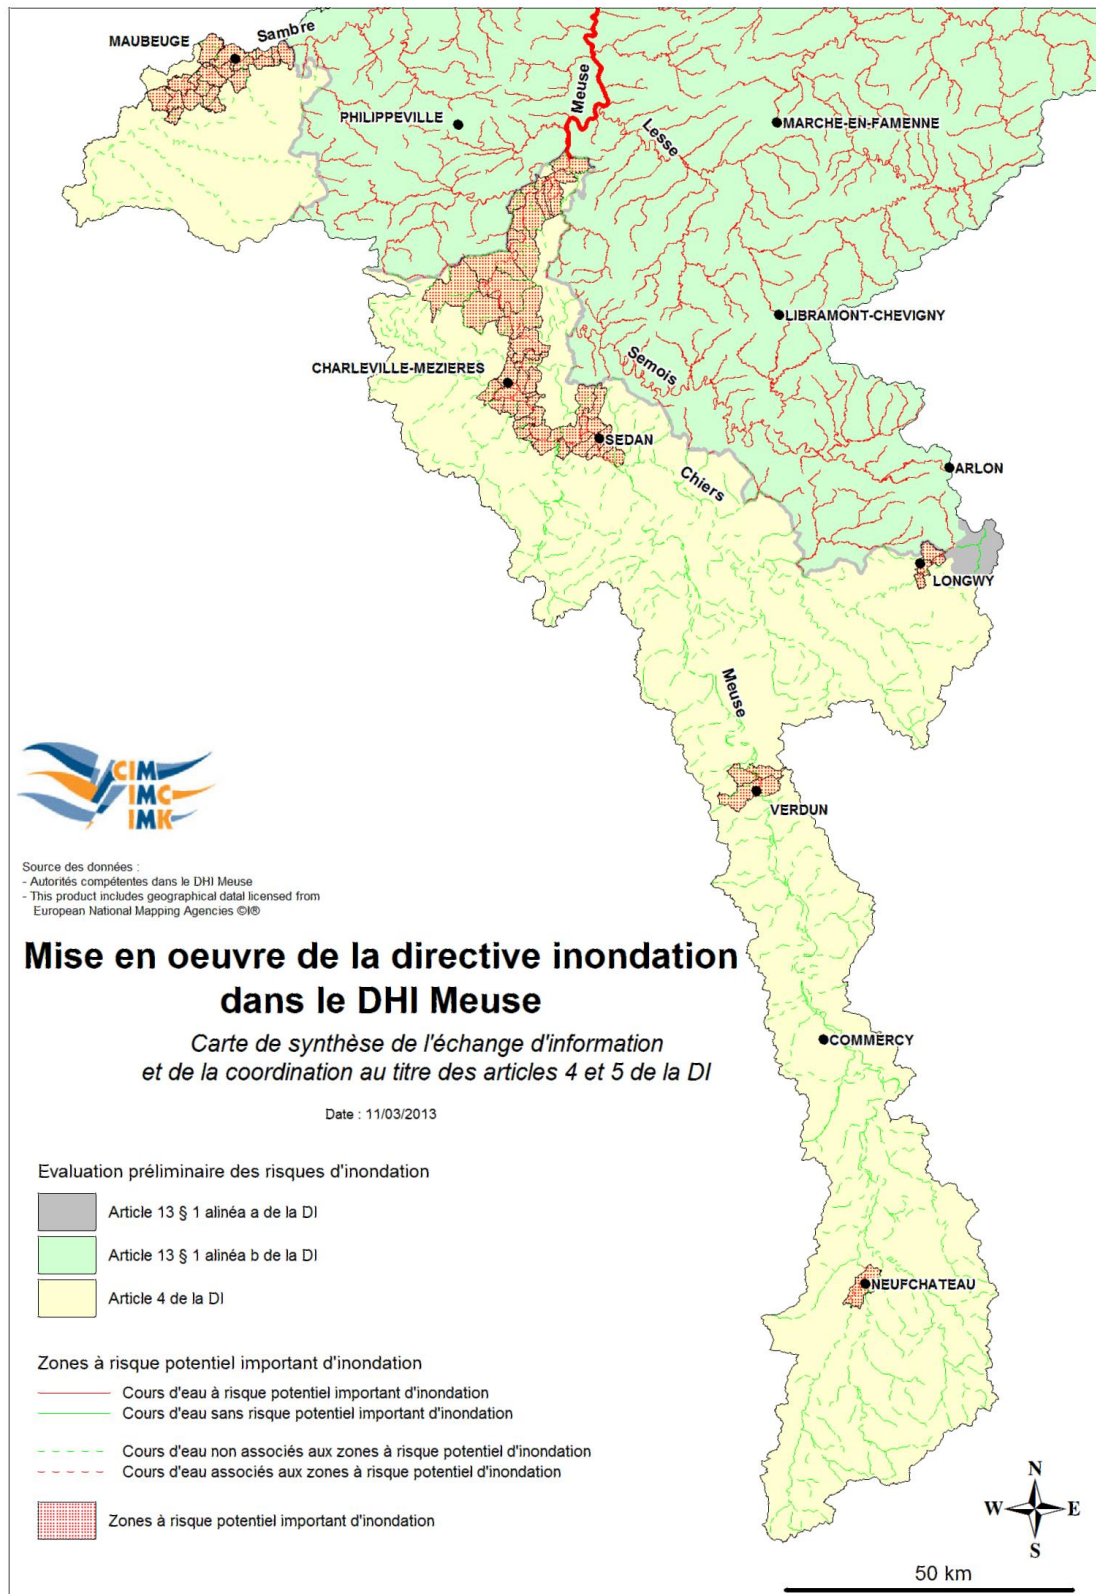 Sambre
MAUBEUGE
Meuse
PHILIPPEVILLE
MARCHE-EN-FAMENNE
Lesse
LIBRAMONT-CHEVIGNY
Semois
CHARLEVILLE-MEZIERES
SEDAN
ARLON
Chiers
LONGWY
Meuse
VERDUN
CIM
IMC
IMK
Source des données :
- Autorités compétentes dans le DHI Meuse
- This product includes geographical datal licensed from
European National Mapping Agencies ©I®
Mise en oeuvre de la directive inondation
dans le DHI Meuse
Carte de synthèse de l'échange d'information
et de la coordination au titre des articles 4 et 5 de la DI
Date : 11/03/2013
COMMERCY
Evaluation préliminaire des risques d'inondation
Article 13 § 1 alinéa a de la DI
Article 13 § 1 alinéa b de la DI
Article 4 de la DI
NEUFCHATEAU
Zones à risque potentiel important d'inondation
Cours d'eau à risque potentiel important d'inondation
Cours d'eau sans risque potentiel important d'inondation
Cours d'eau non associés aux zones à risque potentiel d'inondation
Cours d'eau associés aux zones à risque potentiel d'inondation
Zones à risque potentiel important d'inondation
N
W E
S
50 km